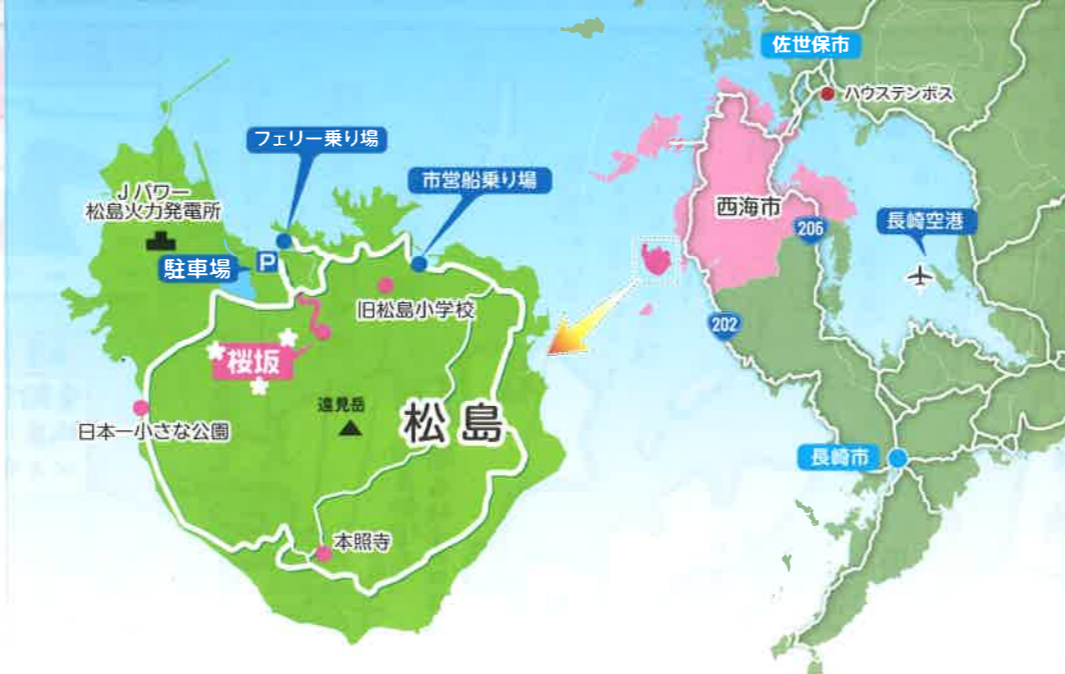 佐世保市
ハウステンボス
フェリー乗り場
市営船乗り場
Jパワー
松島火力発電所
西海市
206
長崎空港
駐車場
P
旧松島小学校
202
桜坂
遠見岳
松島
日本一小さな公園
長崎市
本照寺